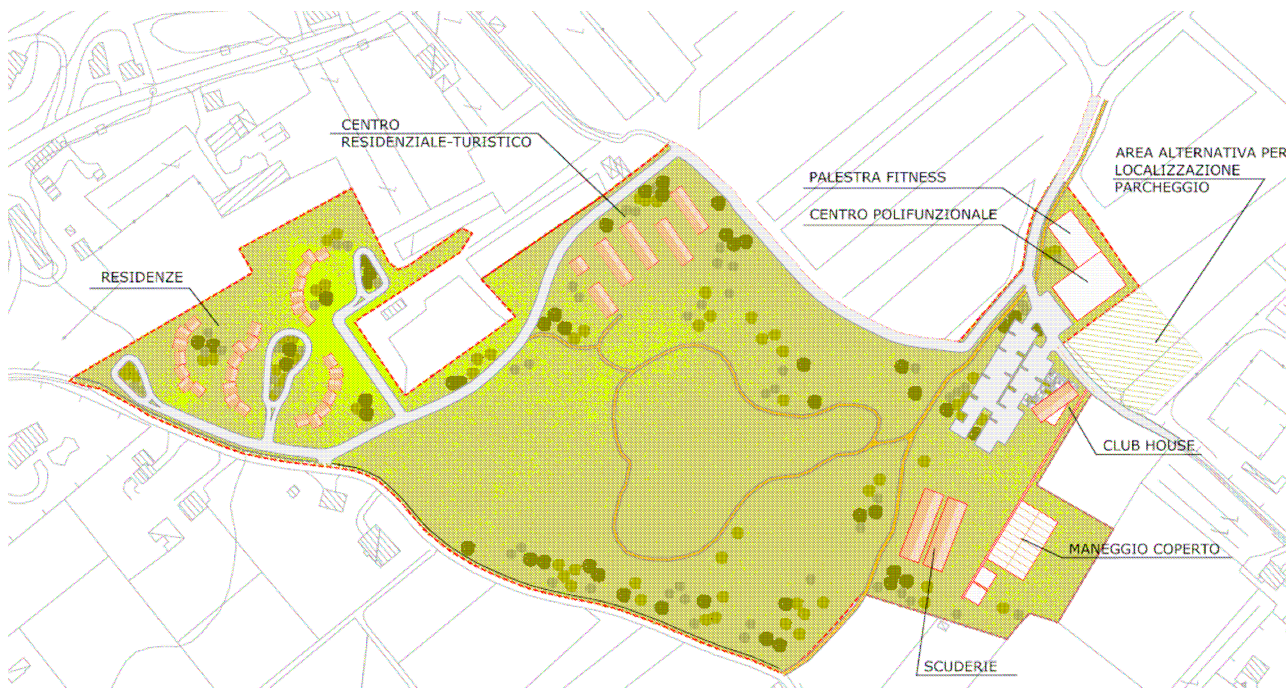 CENTRO
RESIDENZIALE-TURISTICO
AREA ALTERNATIVA PER
LOCALIZZAZIONE
PARCHEGGIO
PALESTRA FITNESS
CENTRO POLIFUNZIONALE
RESIDENZE
CLUB HOUSE
MANEGGIO COPERTO
SCUDERIE